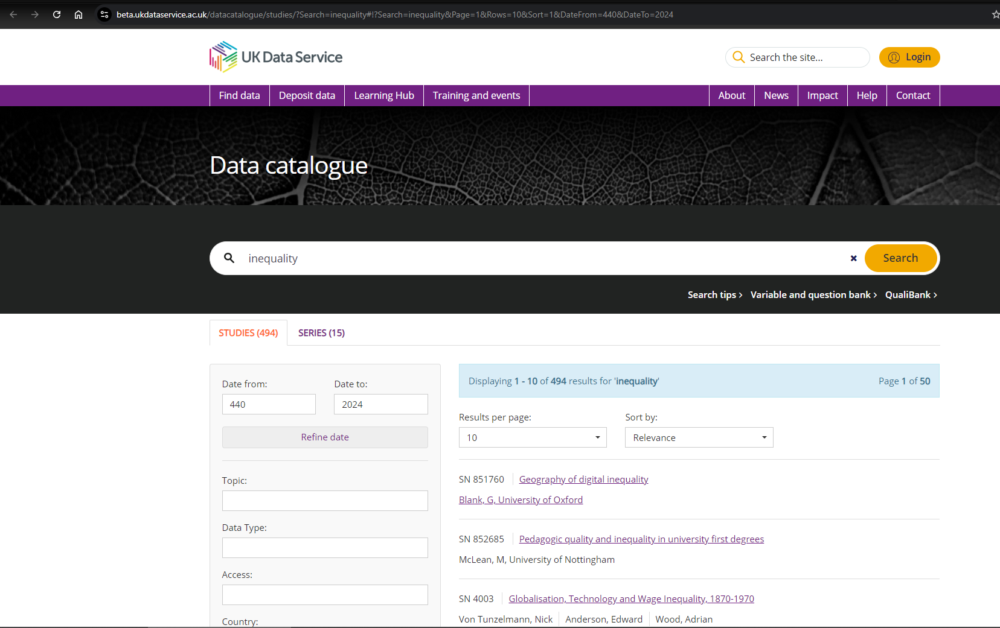 beta.ukdataservice.ac.uk/datacatalogue/studies/?Search=inequality#!?Search=inequality&Page=1&Rows=10&Sort=1&DateFrom=440&DateTo=2024
UK Data Service
Search the site...
Login
Find data
Deposit data
Learning Hub
Training and events
About
News
Impact
Help
Contact
Data catalogue
inequality
Search
Search tips
Variable and question bank
QualiBank
STUDIES (494)
SERIES (15)
Date from:
Date to:
440
2024
Refine date
Topic:
Data Type:
Access:
Country:
Displaying 1 - 10 of 494 results for 'inequality'
Page 1 of 50
Results per page:
Sort by:
10
Relevance
SN 851760
Geography of digital inequality
Blank, G, University of Oxford
SN 852685
Pedagogic quality and inequality in university first degrees
McLean, M, University of Nottingham
SN 4003
Globalisation, Technology and Wage Inequality, 1870-1970
Von Tunzelmann, Nick
Anderson, Edward
Wood, Adrian